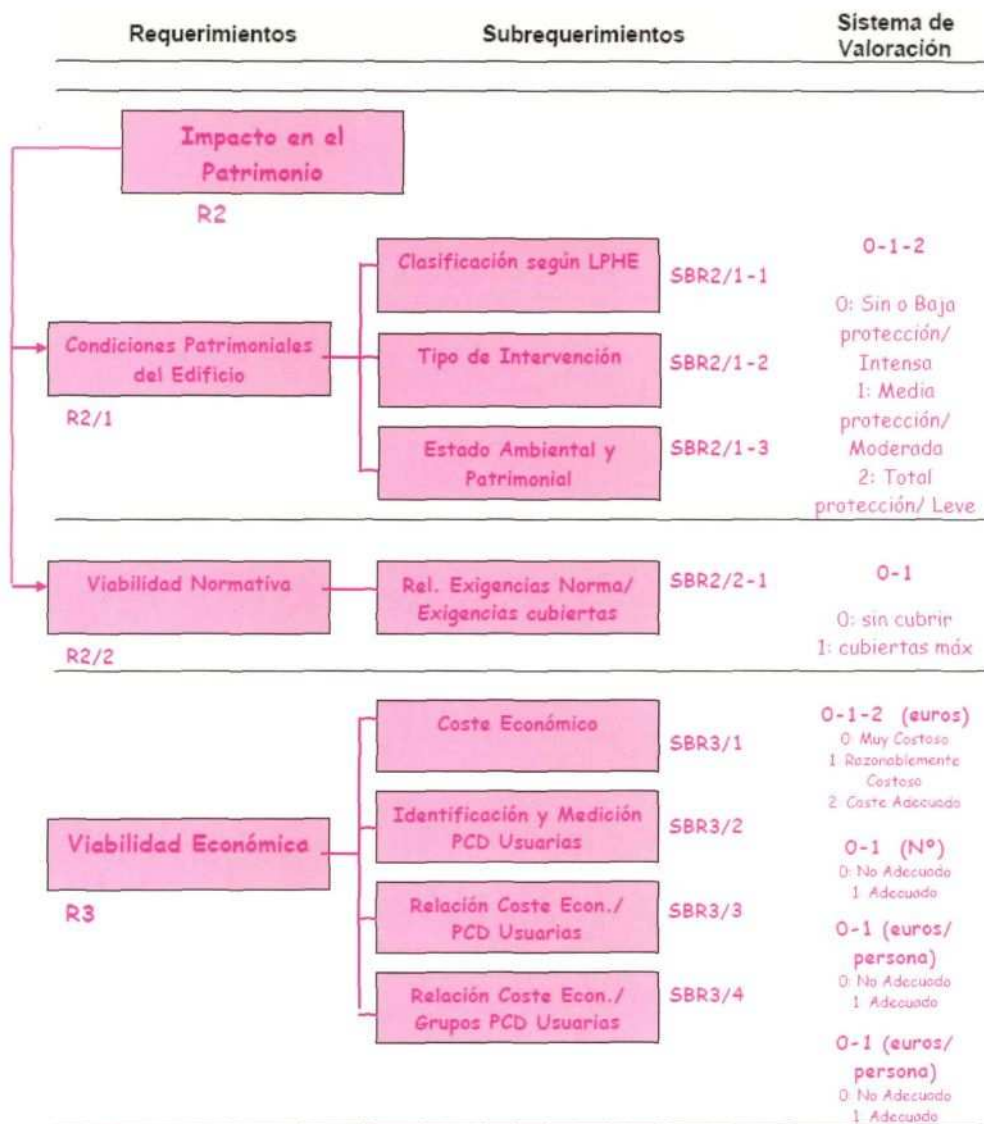 Requerimientos
Subrequerimientos
Sistema de
Valoración
Impacto en el
Patrimonio
R2
Condiciones Patrimoniales
del Edificio
R2/1
Clasificación según LPHE
SBR2/1-1
Tipo de Intervención
SBR2/1-2
Estado Ambiental y
Patrimonial
SBR2/1-3
0-1-2
0: Sin o Baja
protección/
Intensa
1: Media
protección/
Moderada
2: Total
protección/ Leve
Viabilidad Normativa
R2/2
Rel. Exigencias Norma/
Exigencias cubiertas
SBR2/2-1
0-1
0: sin cubrir
1: cubiertas máx
Viabilidad Económica
R3
Coste Económico
SBR3/1
Identificación y Medición
PCD Usuarias
SBR3/2
Relación Coste Econ./
PCD Usuarias
SBR3/3
Relación Coste Econ./
Grupos PCD Usuarias
SBR3/4
0-1-2 (euros)
0: Muy Costoso
1 Razonablemente
Costoso
2: Coste Adecuado
0-1 (Nº)
0: No Adecuado
1 Adecuado
0-1 (euros/
persona)
0: No Adecuado
1 Adecuado
0-1 (euros/
persona)
0: No Adecuado
1: Adecuado